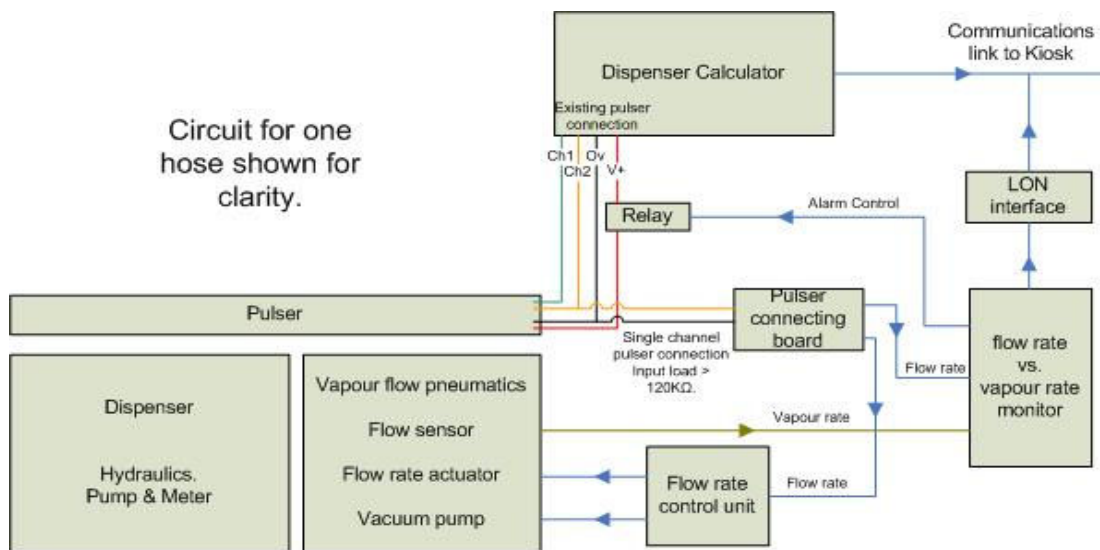 Communications
link to Kiosk
Dispenser Calculator
Existing pulser
connection
Circuit for one
hose shown for
clarity.
Ch1
Ch2
Ov
V+
LON
interface
Relay
Alarm Control
Pulser
Pulser
connecting
board
Single channel
pulser connection
Input load >
120KΩ.
Flow rate
flow rate
vs.
vapour rate
monitor
Dispenser
Hydraulics.
Pump & Meter
Vapour flow pneumatics
Flow sensor
Flow rate actuator
Vacuum pump
Vapour rate
Flow rate
control unit
Flow rate